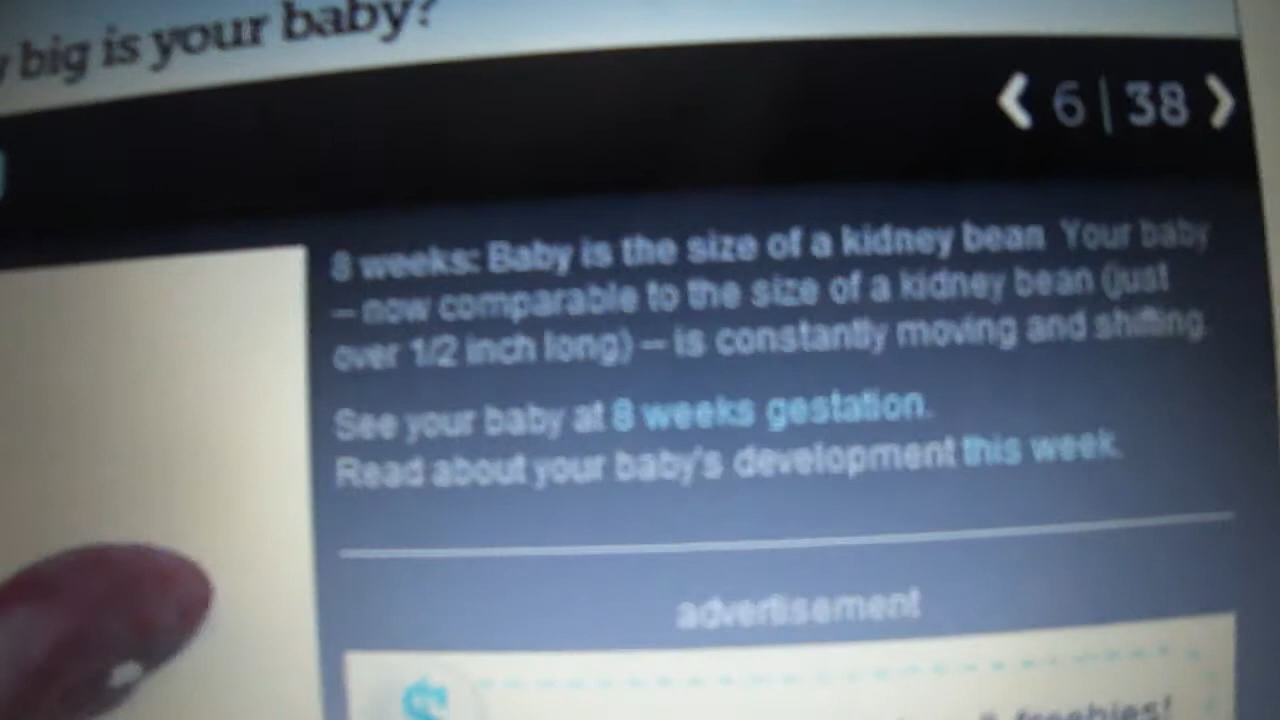 big is your baby?
6 | 38
8 weeks: Baby is the size of a kidney bean Your baby
– now comparable to the size of a kidney bean (just
over 1/2 inch long) – is constantly moving and shifting.
See your baby at 8 weeks gestation.
Read about your baby's development this week.
advertisement
$
freebies!